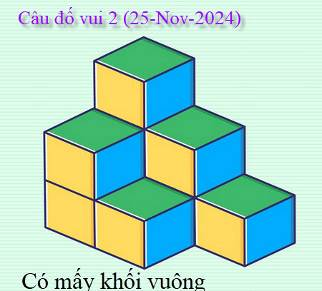 Câu đố vui 2 (25-Nov-2024)
Có mấy khối vuông